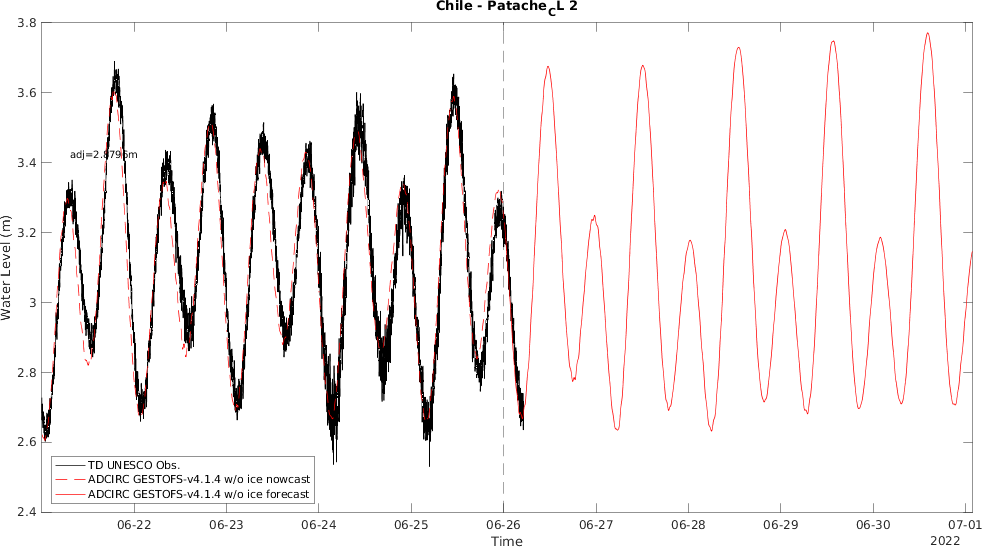 Chile - PatacheCL 2
3.8
3.6
3.4
3.2
3
2.8
2.6
2.4
Water Level (m)
adj=2.8796m
TD UNESCO Obs.
ADCIRC GESTOFS-v4.1.4 w/o ice nowcast
ADCIRC GESTOFS-v4.1.4 w/o ice forecast
06-22 06-23 06-24 06-25 06-26 06-27 06-28 06-29 06-30 07-01
Time
2022